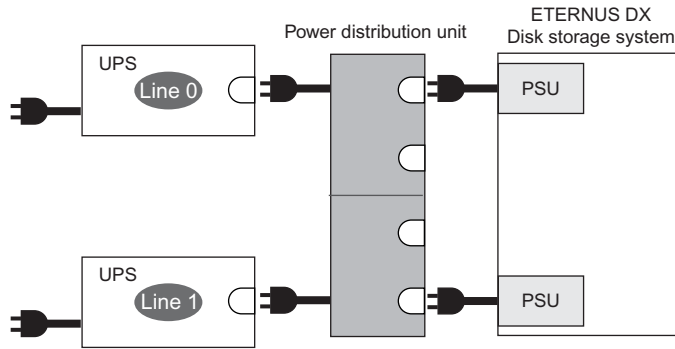 ETERNUS DX
Disk storage system
Power distribution unit
UPS
Line 0
PSU
UPS
Line 1
PSU